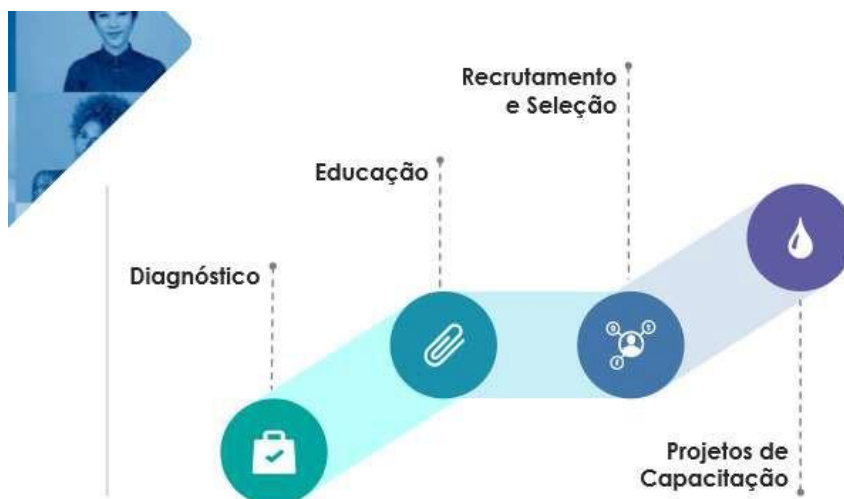 Recrutamento
e Seleção
Educação
Diagnóstico
Projetos de
Capacitação